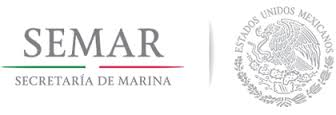 SEMAR
SECRETARÍA DE MARINA
ESTADOS UNIDOS MEXICANOS